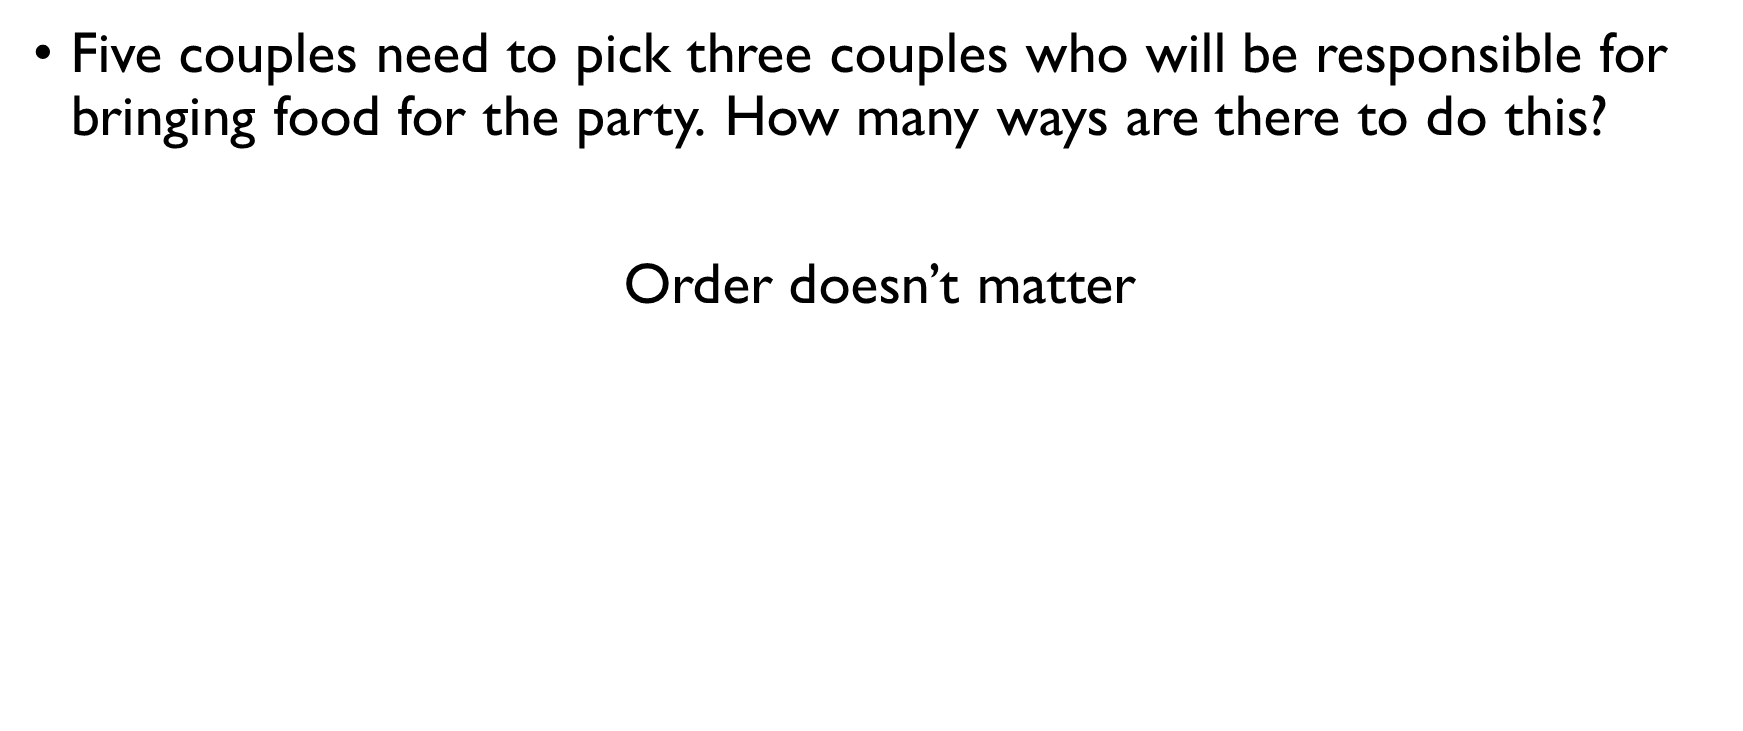 • Five couples need to pick three couples who will be responsible for
bringing food for the party. How many ways are there to do this?
Order doesn’t matter